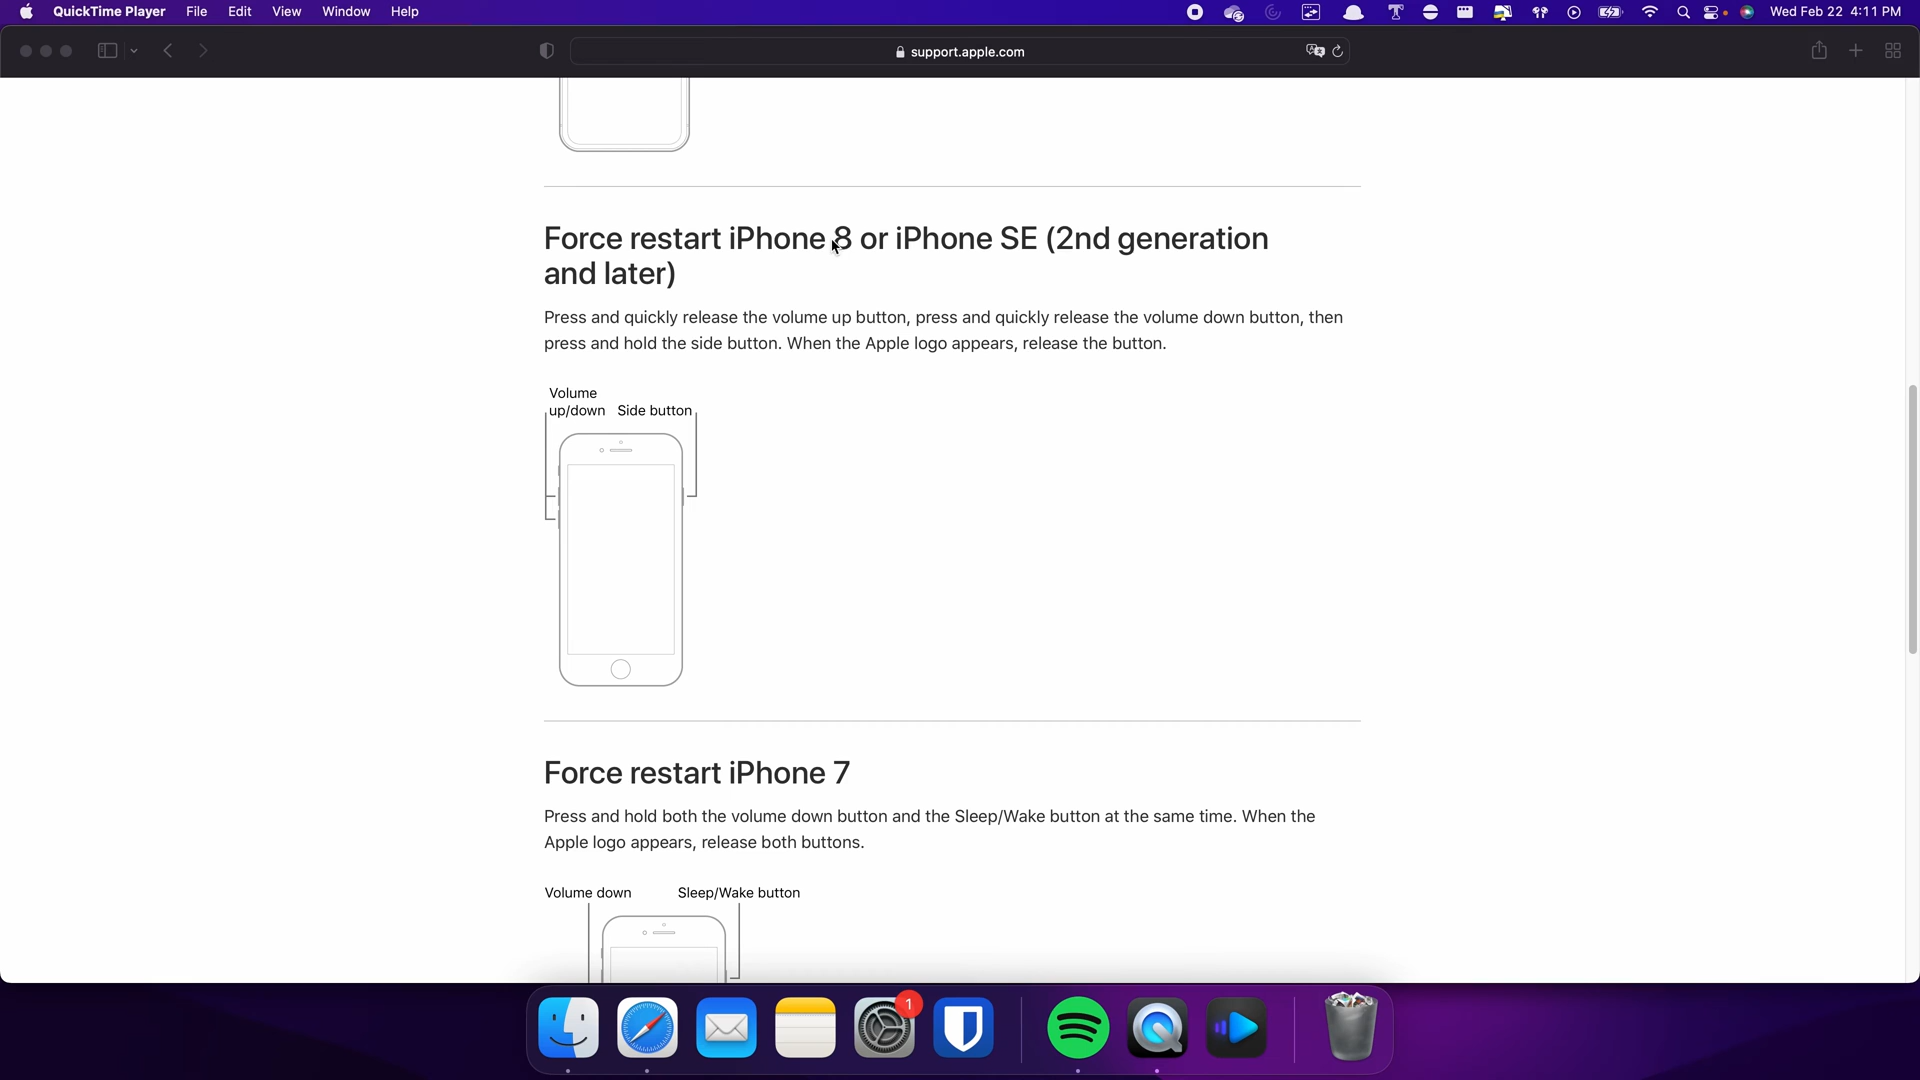 QuickTime Player File Edit View Window Help Wed Feb 22 4:11 PM
support.apple.com
Force restart iPhone 8 or iPhone SE (2nd generation
and later)
Press and quickly release the volume up button, press and quickly release the volume down button, then
press and hold the side button. When the Apple logo appears, release the button.
Volume
up/down Side button
Force restart iPhone 7
Press and hold both the volume down button and the Sleep/Wake button at the same time. When the
Apple logo appears, release both buttons.
Volume down Sleep/Wake button
1